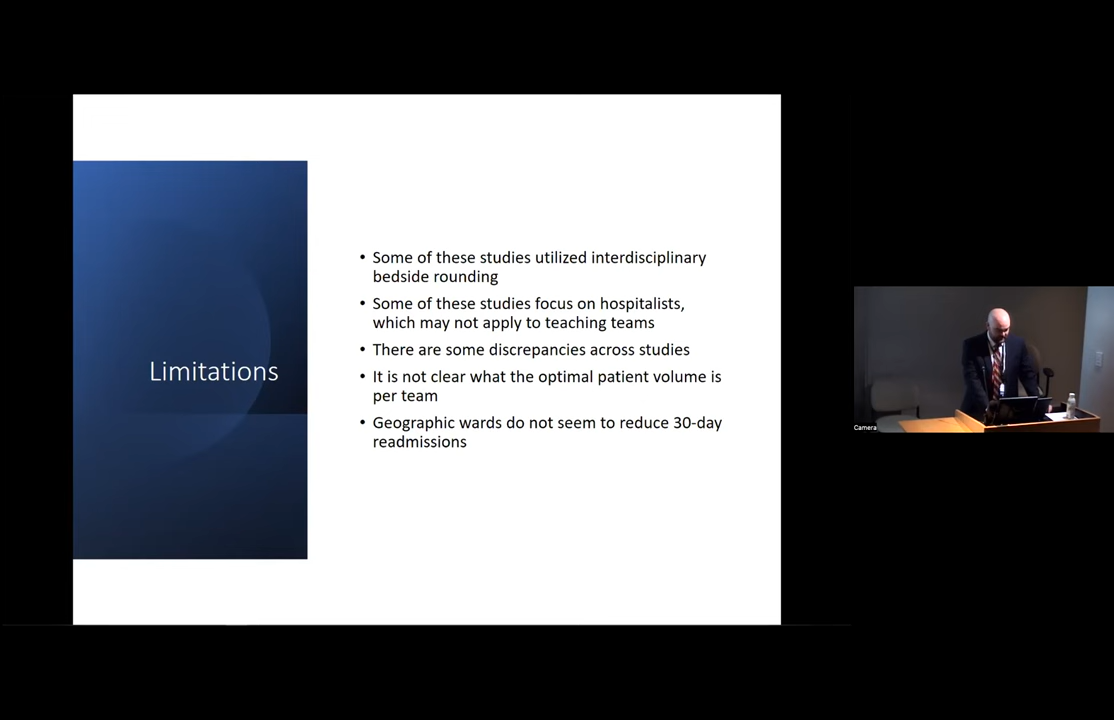 Limitations
• Some of these studies utilized interdisciplinary
bedside rounding
• Some of these studies focus on hospitalists,
which may not apply to teaching teams
• There are some discrepancies across studies
• It is not clear what the optimal patient volume is
per team
• Geographic wards do not seem to reduce 30-day
readmissions
Camera